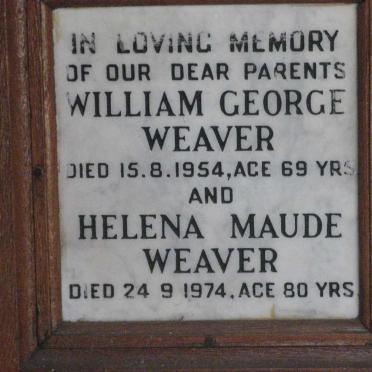 IN LOVING MEMORY
OF OUR DEAR PARENTS
WILLIAM GEORGE
WEAVER
DIED 15.8.1954, AGE 69 YRS
AND
HELENA MAUDE
WEAVER
DIED 24 9 1974, AGE 80 YRS